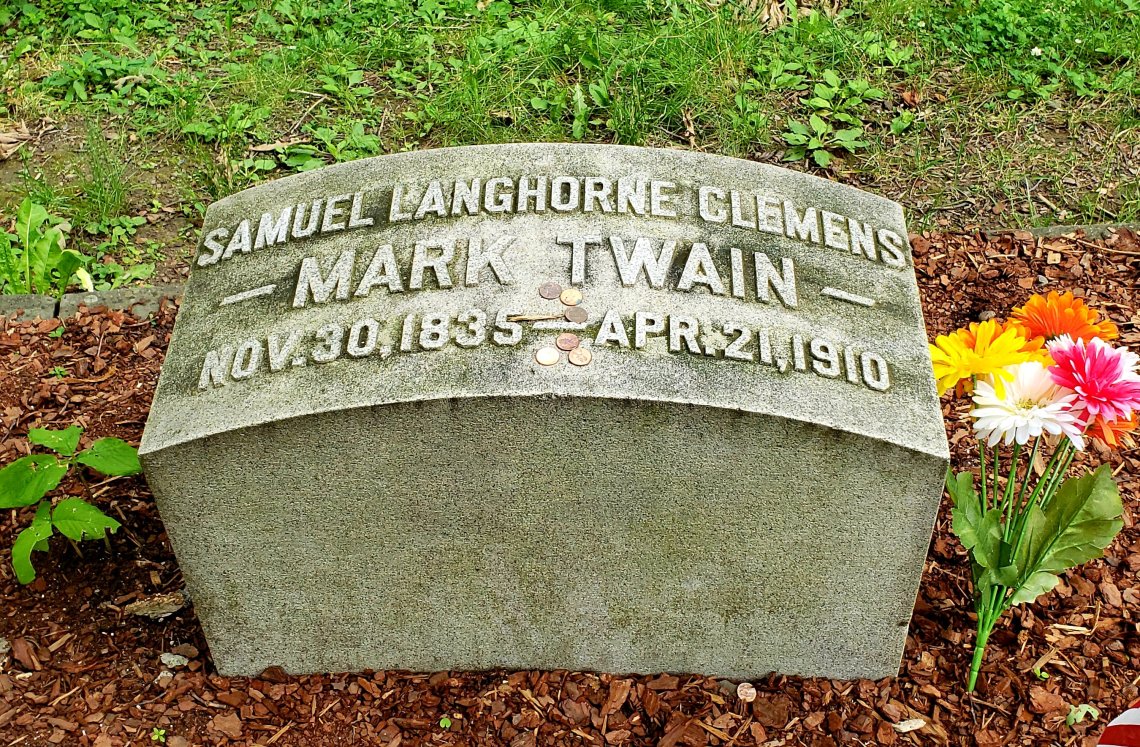 SAMUEL LANGHORNE CLEMENS
— MARK TWAIN —
NOV. 30, 1835 — APR. 21, 1910